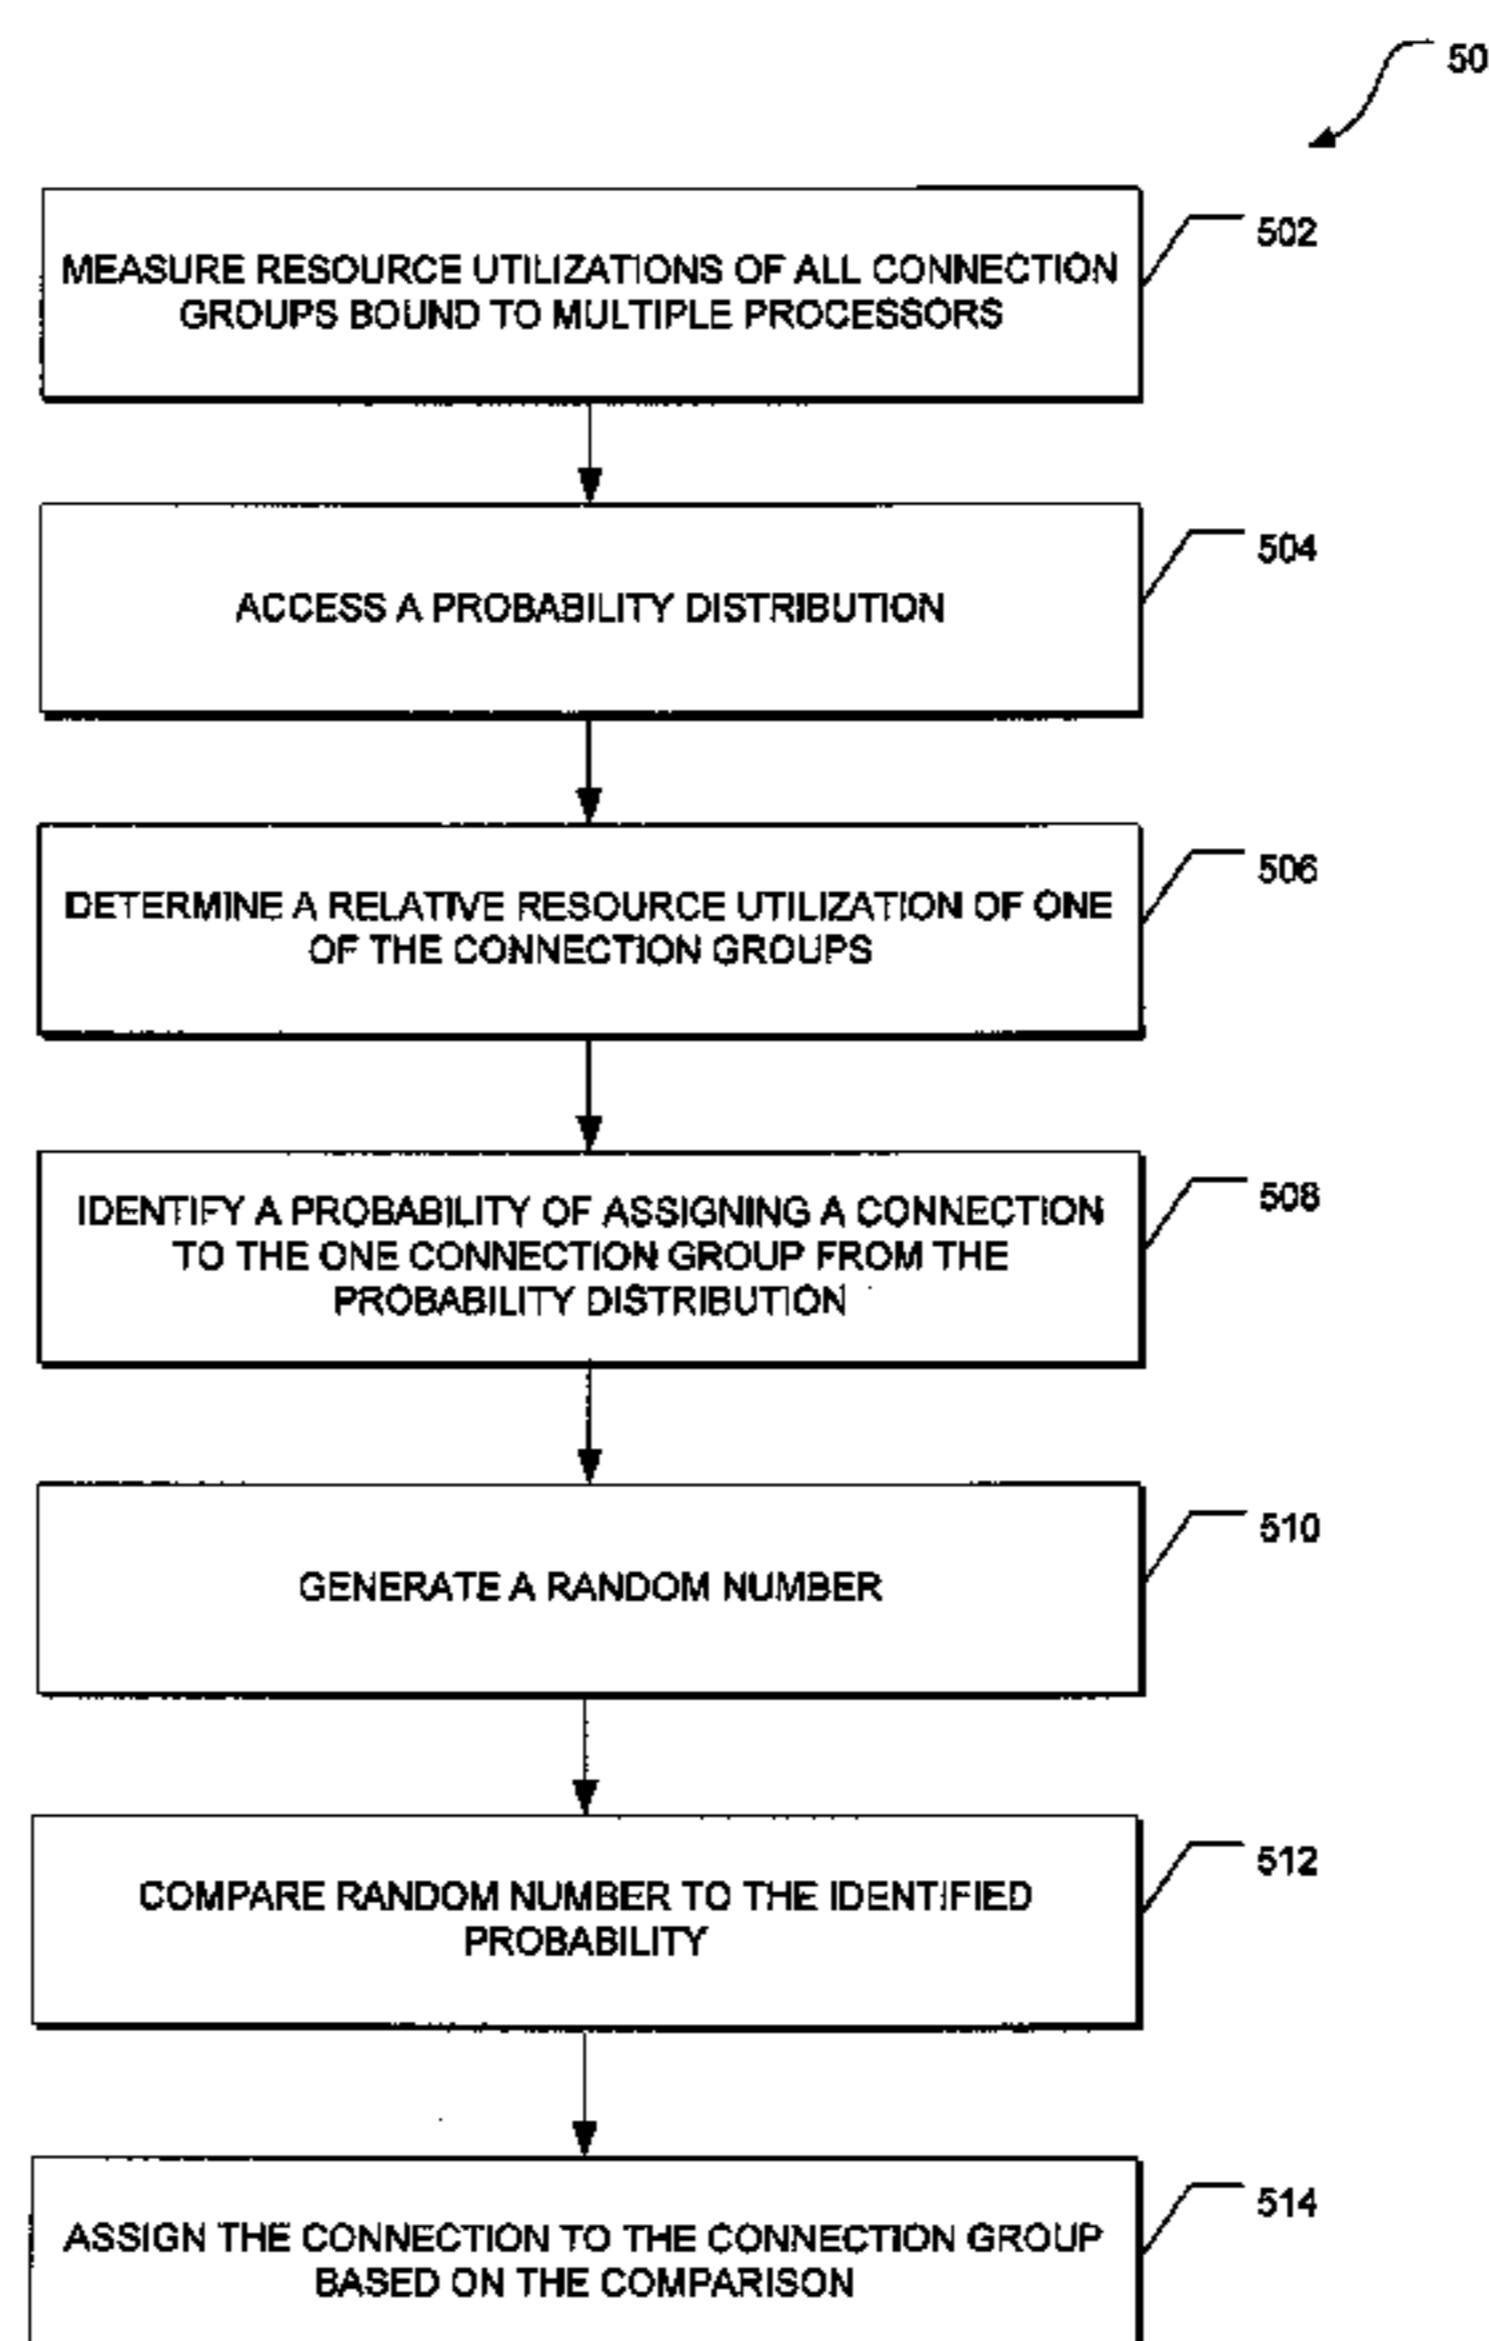 50
MEASURE RESOURCE UTILIZATIONS OF ALL CONNECTION
GROUPS BOUND TO MULTIPLE PROCESSORS
502
ACCESS A PROBABILITY DISTRIBUTION
504
DETERMINE A RELATIVE RESOURCE UTILIZATION OF ONE
OF THE CONNECTION GROUPS
506
IDENTIFY A PROBABILITY OF ASSIGNING A CONNECTION
TO THE ONE CONNECTION GROUP FROM THE
PROBABILITY DISTRIBUTION
508
GENERATE A RANDOM NUMBER
510
COMPARE RANDOM NUMBER TO THE IDENTIFIED
PROBABILITY
512
ASSIGN THE CONNECTION TO THE CONNECTION GROUP
BASED ON THE COMPARISON
514